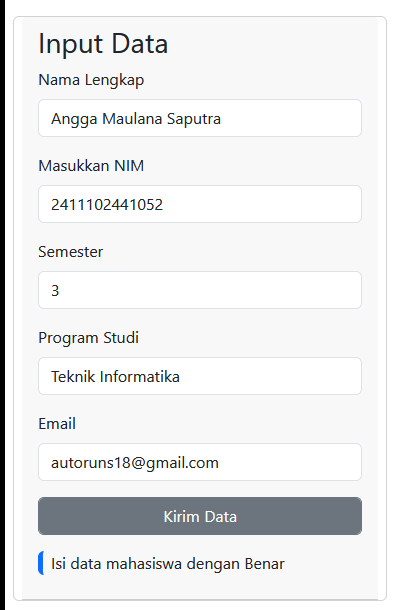 Input Data
Nama Lengkap
Angga Maulana Saputra
Masukkan NIM
2411102441052
Semester
3
Program Studi
Teknik Informatika
Email
autoruns18@gmail.com
Kirim Data
Isi data mahasiswa dengan Benar